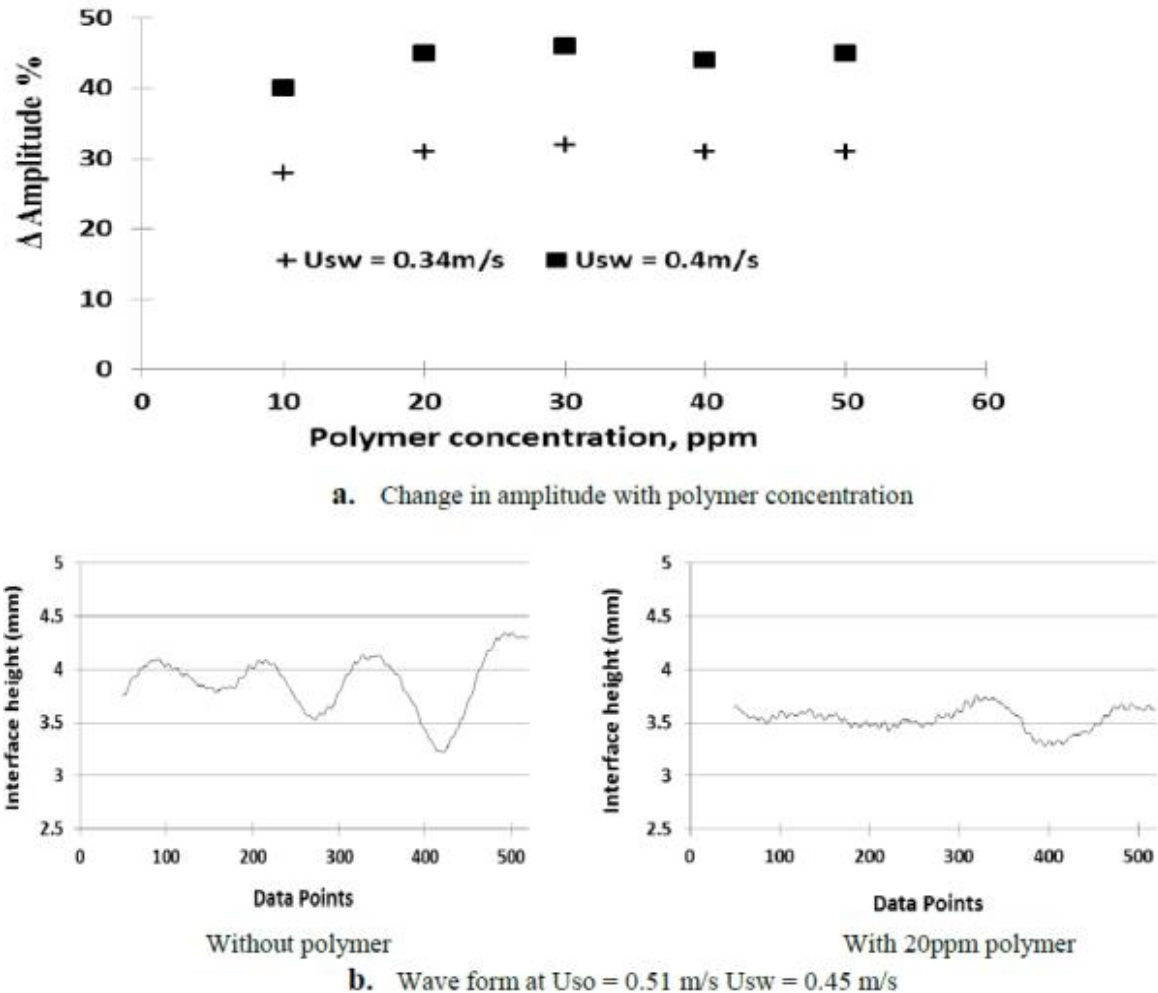 50
40
30
20
10
0
Δ Amplitude %
+ Usw = 0.34m/s ■ Usw = 0.4m/s
0 10 20 30 40 50 60
Polymer concentration, ppm
a. Change in amplitude with polymer concentration
5
4.5
4
3.5
3
2.5
Interface height (mm)
0 100 200 300 400 500
Data Points
Without polymer
5
4.5
4
3.5
3
2.5
Interface height (mm)
0 100 200 300 400 500
Data Points
With 20ppm polymer
b. Wave form at Uso = 0.51 m/s Usw = 0.45 m/s